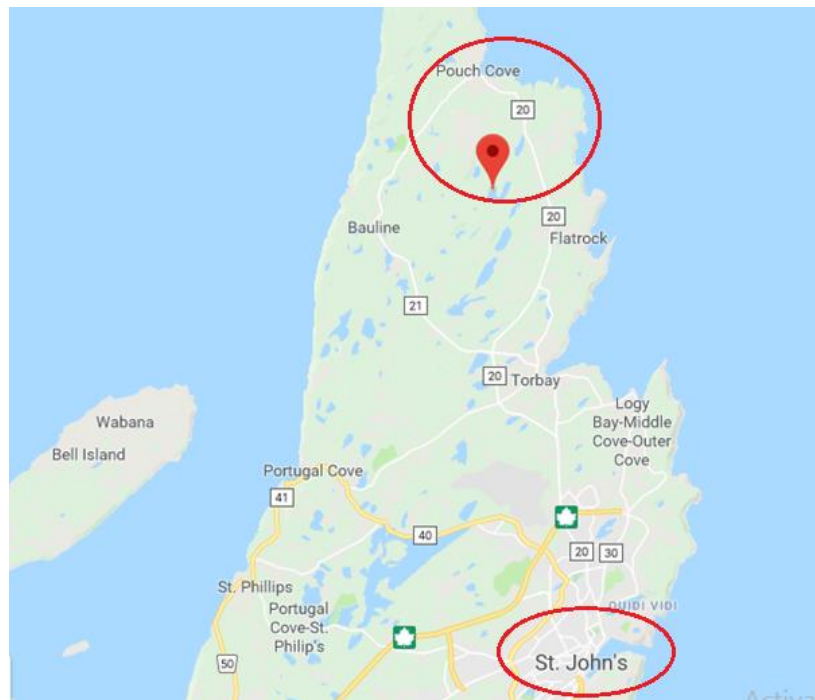 Pouch Cove
20
20
Bauline
Flatrock
21
20
Torbay
Wabana
Logy
Bay-Middle
Cove-Outer
Cove
Bell Island
Portugal Cove
41
40
20
30
St. Phillips
QUIDI VIDI
Portugal
Cove-St.
Philip's
St. John's
50